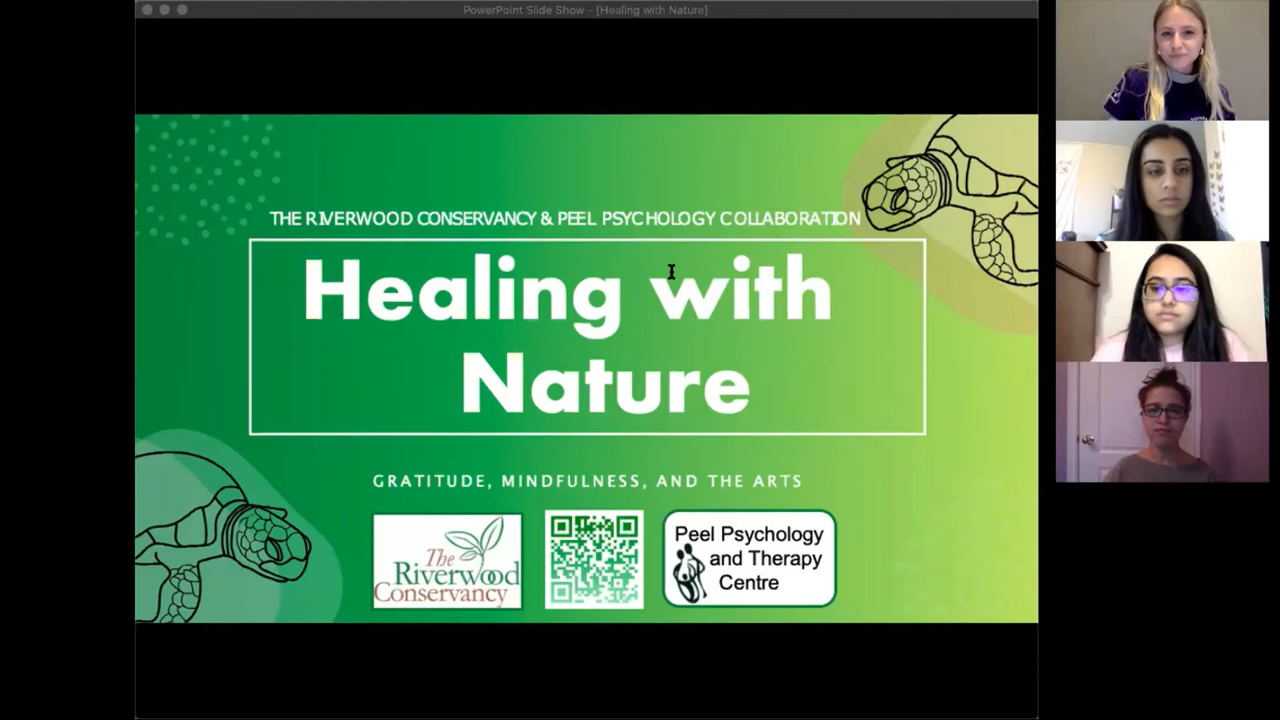 PowerPoint Slide Show - [Healing with Nature]
THE RIVERWOOD CONSERVANCY & PEEL PSYCHOLOGY COLLABORATION
Healing with
Nature
GRATITUDE, MINDFULNESS, AND THE ARTS
The
Riverwood
Conservancy
Peel Psychology
and Therapy
Centre